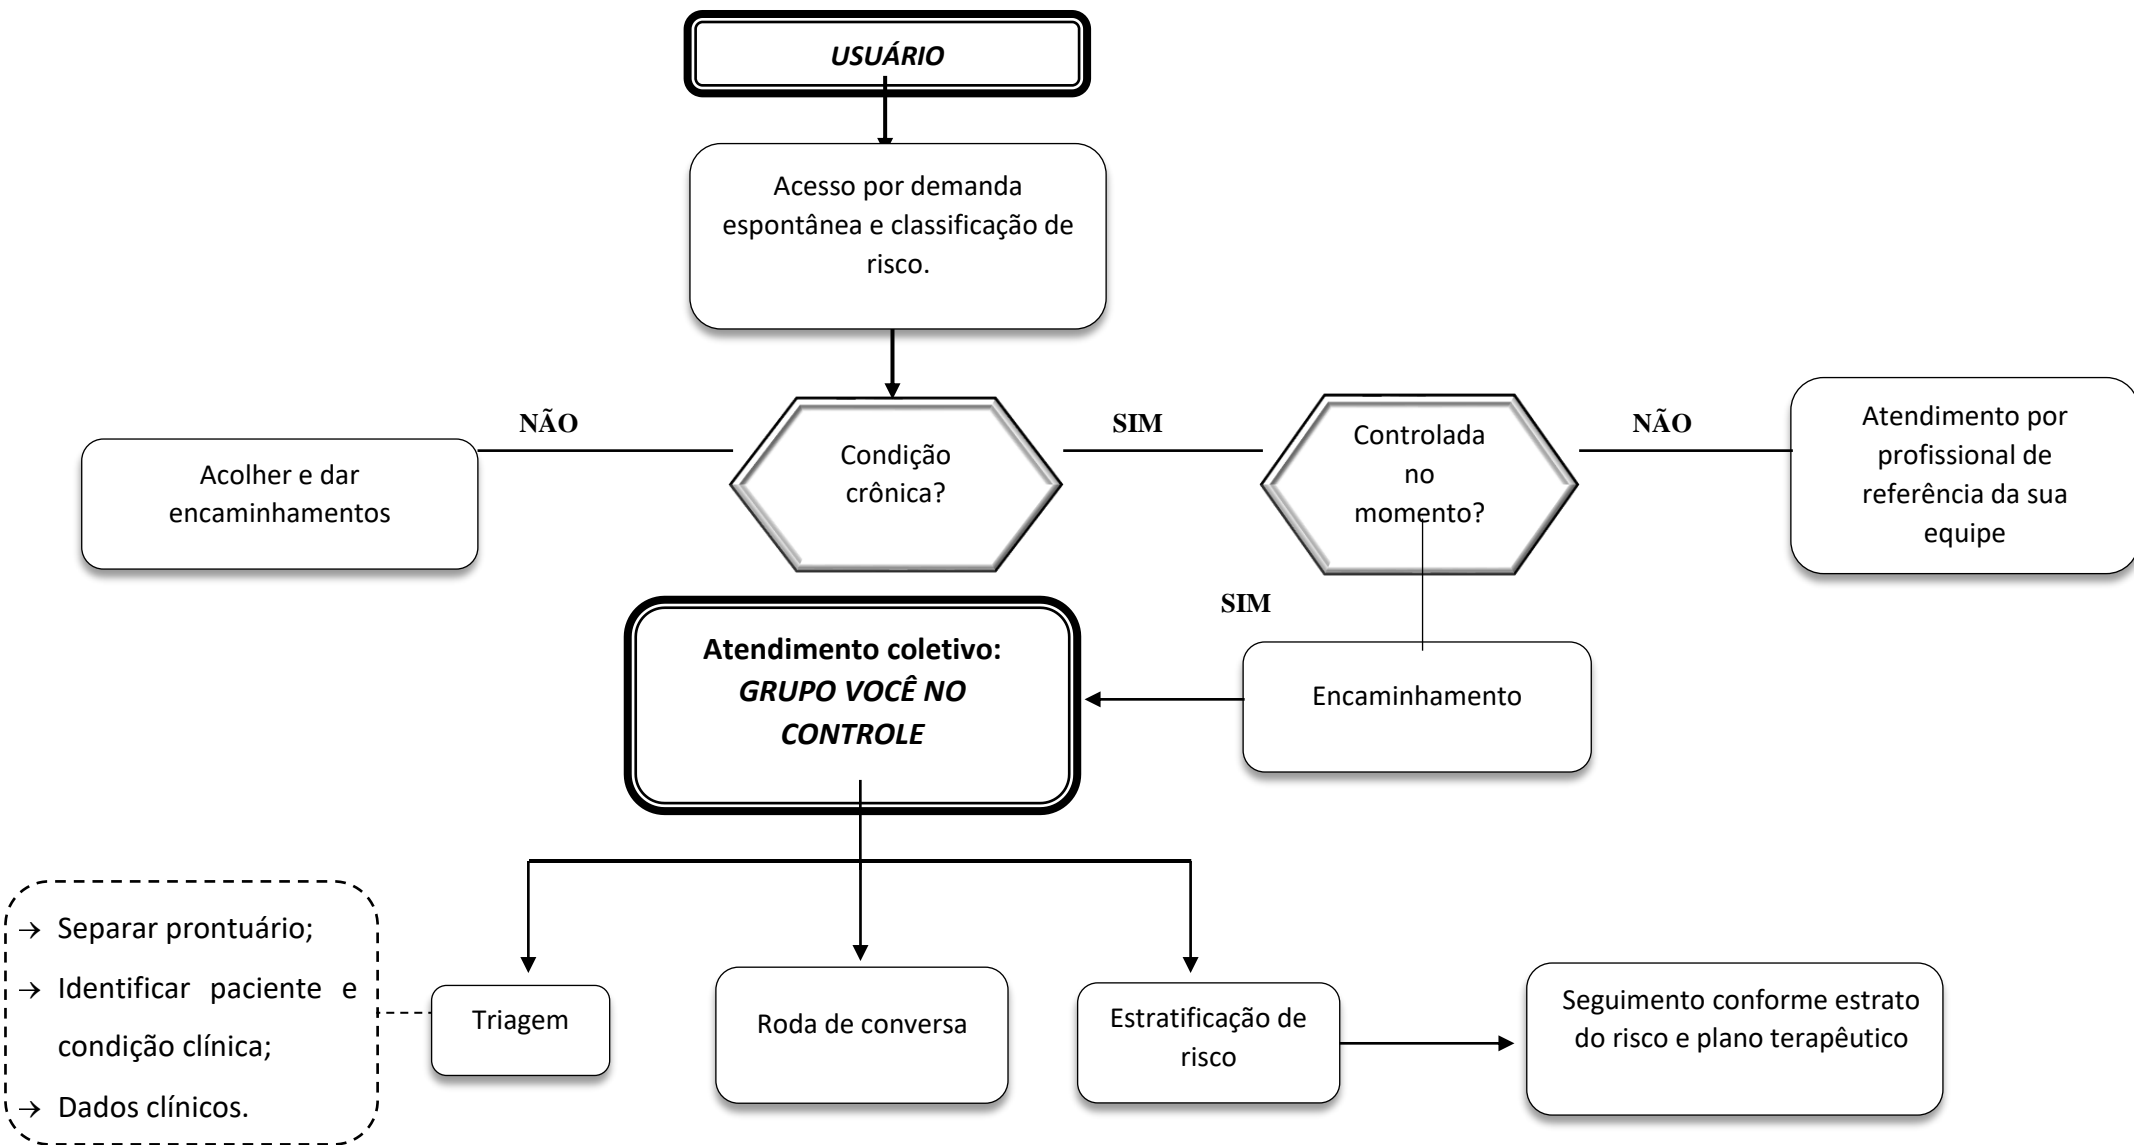 USUÁRIO
Acesso por demanda
espontânea e classificação de
risco.
NÃO
SIM
NÃO
Acolher e dar
encaminhamentos
Condição
crônica?
Controlada
no
momento?
Atendimento por
profissional de
referência da sua
equipe
SIM
Atendimento coletivo:
GRUPO VOCÊ NO
CONTROLE
Encaminhamento
→ Separar prontuário;
→ Identificar paciente e
condição clínica;
→ Dados clínicos.
Triagem
Roda de conversa
Estratificação de
risco
Seguimento conforme estrato
do risco e plano terapêutico